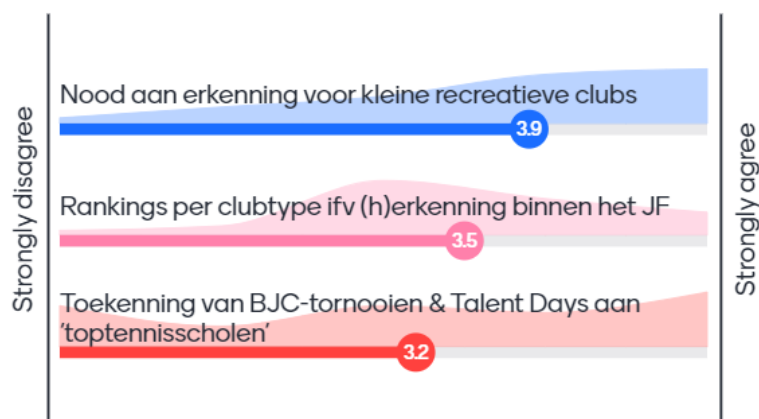 Strongly disagree
Nood aan erkenning voor kleine recreatieve clubs
3.9
Rankings per clubtype ifv (h)erkenning binnen het JF
3.5
Toekenning van BJC-tornooien & Talent Days aan
‘toptennisscholen’
3.2
Strongly agree